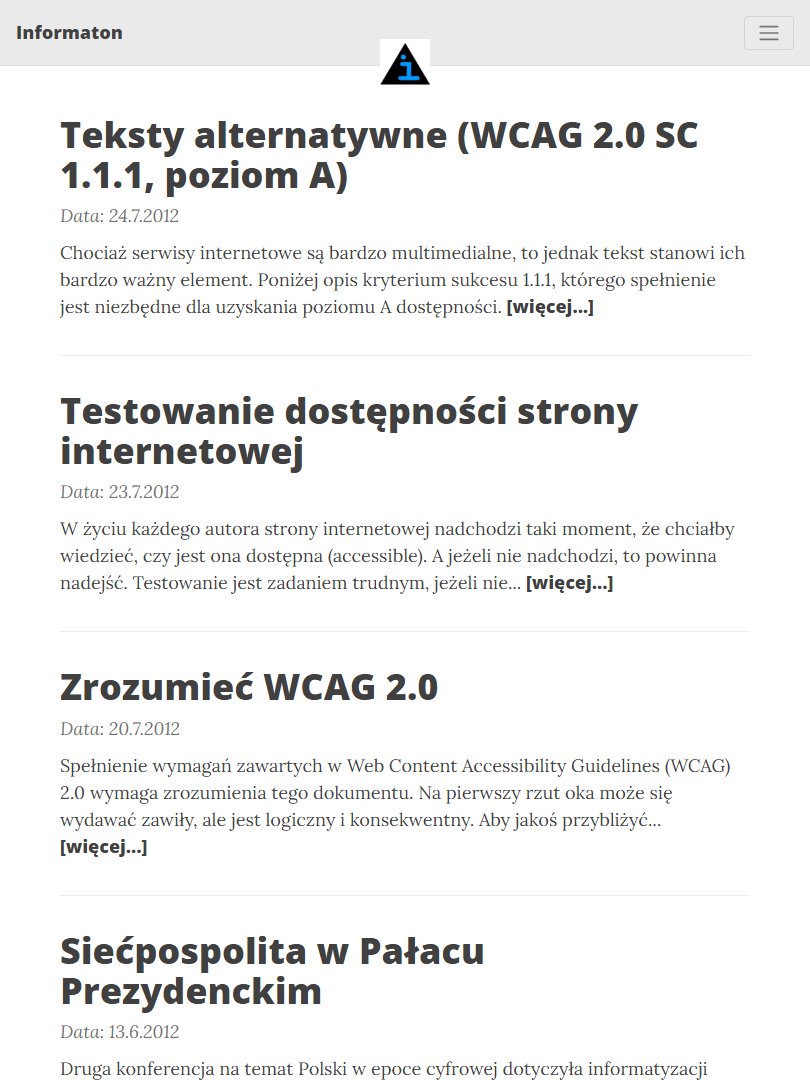 Informaton
i
Teksty alternatywne (WCAG 2.0 SC
1.1.1, poziom A)
Data: 24.7.2012
Chociaż serwisy internetowe są bardzo multimedialne, to jednak tekst stanowi ich
bardzo ważny element. Poniżej opis kryterium sukcesu 1.1.1, którego spełnienie
jest niezbędne dla uzyskania poziomu A dostępności. [więcej...]
Testowanie dostępności strony
internetowej
Data: 23.7.2012
W życiu każdego autora strony internetowej nadchodzi taki moment, że chciałby
wiedzieć, czy jest ona dostępna (accessible). A jeżeli nie nadchodzi, to powinna
nadejść. Testowanie jest zadaniem trudnym, jeżeli nie... [więcej...]
Zrozumieć WCAG 2.0
Data: 20.7.2012
Spełnienie wymagań zawartych w Web Content Accessibility Guidelines (WCAG)
2.0 wymaga zrozumienia tego dokumentu. Na pierwszy rzut oka może się
wydawać zawiły, ale jest logiczny i konsekwentny. Aby jakoś przybliżyć...
[więcej...]
Siećpospolita w Pałacu
Prezydenckim
Data: 13.6.2012
Druga konferencja na temat Polski w epoce cyfrowej dotyczyła informatyzacji